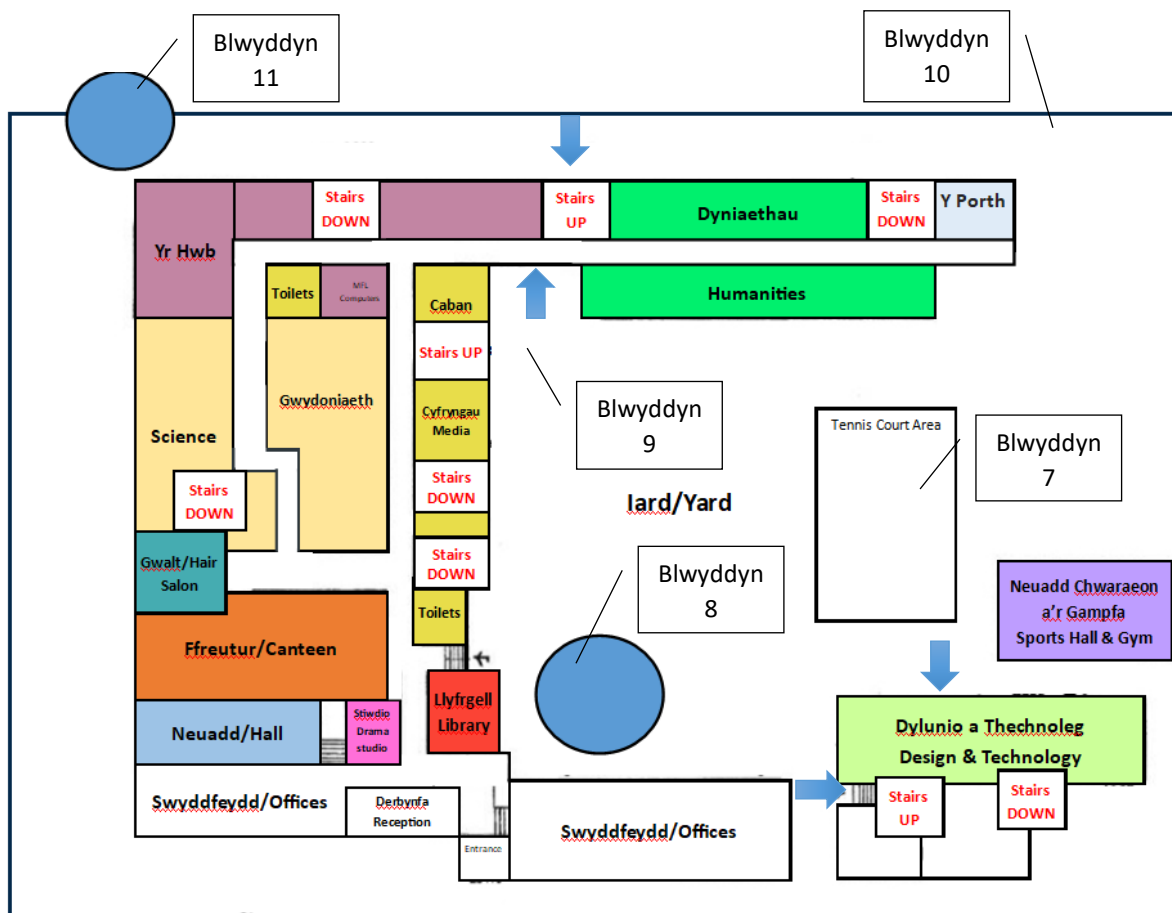 Blwyddyn
11
Blwyddyn
10
Stairs
DOWN
Stairs
UP
Dyniaethau
Stairs
DOWN
Y Porth
Yr Hwb
Toilets
MFL
Computers
Caban
Humanities
Stairs UP
Gwydoniaeth
Cyfryngau
Media
Blwyddyn
9
Tennis Court Area
Blwyddyn
7
Science
Stairs
DOWN
Stairs
DOWN
Iard/Yard
Stairs
DOWN
Gwalt/Hair
Salon
Blwyddyn
8
Neuadd Chwaraeon
a'r Gampfa
Sports Hall & Gym
Toilets
Ffreutur/Canteen
Llyfrgell
Library
Neuadd/Hall
Stiwdip
Drama
studio
Dylunio a Thechnoleg
Design & Technology
Swyddfeydd/Offices
Derbynfa
Reception
Entrance
Swyddfeydd/Offices
Stairs
UP
Stairs
DOWN